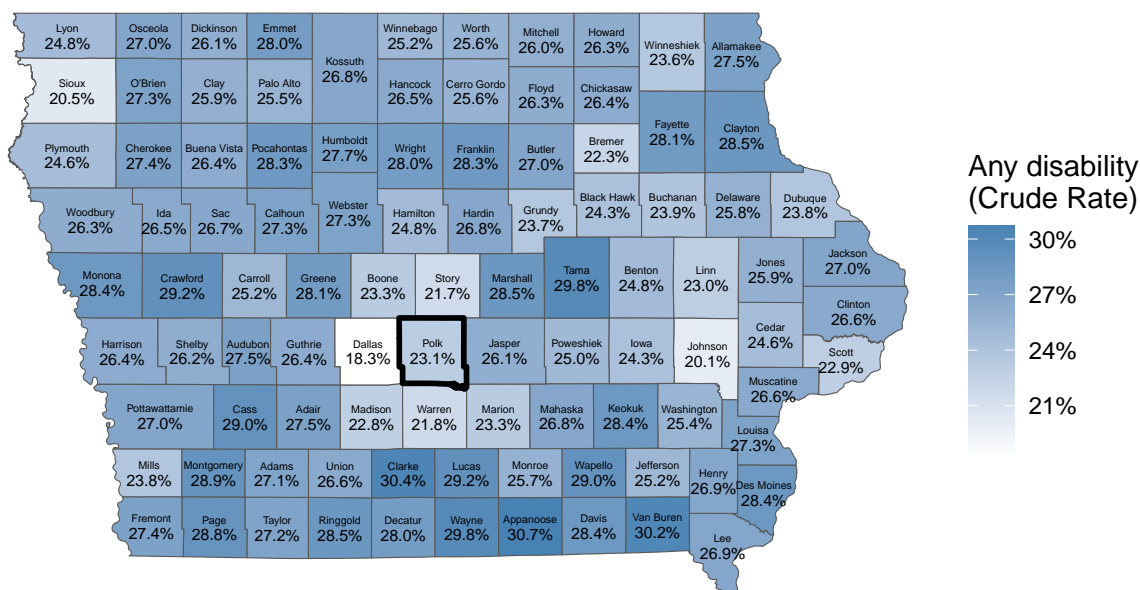 Lyon
24.8%
Osceola
27.0%
Dickinson
26.1%
Emmet
28.0%
Kossuth
26.8%
Winnebago
25.2%
Worth
25.6%
Mitchell
26.0%
Howard
26.3%
Winneshiek
23.6%
Allamakee
27.5%
Sioux
20.5%
O'Brien
27.3%
Clay
25.9%
Palo Alto
25.5%
Hancock
26.5%
Cerro Gordo
25.6%
Floyd
26.3%
Chickasaw
26.4%
Plymouth
24.6%
Cherokee
27.4%
Buena Vista
26.4%
Pocahontas
28.3%
Humboldt
27.7%
Wright
28.0%
Franklin
28.3%
Butler
27.0%
Bremer
22.3%
Fayette
28.1%
Clayton
28.5%
Woodbury
26.3%
Ida
26.5%
Sac
26.7%
Calhoun
27.3%
Webster
27.3%
Hamilton
24.8%
Hardin
26.8%
Grundy
23.7%
Black Hawk
24.3%
Buchanan
23.9%
Delaware
25.8%
Dubuque
23.8%
Monona
28.4%
Crawford
29.2%
Carroll
25.2%
Greene
28.1%
Boone
23.3%
Story
21.7%
Marshall
28.5%
Tama
29.8%
Benton
24.8%
Linn
23.0%
Jones
25.9%
Jackson
27.0%
Clinton
26.6%
Harrison
26.4%
Shelby
26.2%
Audubon
27.5%
Guthrie
26.4%
Dallas
18.3%
Polk
23.1%
Jasper
26.1%
Poweshiek
25.0%
Iowa
24.3%
Johnson
20.1%
Cedar
24.6%
Scott
22.9%
Muscatine
26.6%
Pottawattamie
27.0%
Cass
29.0%
Adair
27.5%
Madison
22.8%
Warren
21.8%
Marion
23.3%
Mahaska
26.8%
Keokuk
28.4%
Washington
25.4%
Louisa
27.3%
Mills
23.8%
Montgomery
28.9%
Adams
27.1%
Union
26.6%
Clarke
30.4%
Lucas
29.2%
Monroe
25.7%
Wapello
29.0%
Jefferson
25.2%
Henry
26.9%
Des Moines
28.4%
Fremont
27.4%
Page
28.8%
Taylor
27.2%
Ringgold
28.5%
Decatur
28.0%
Wayne
29.8%
Appanoose
30.7%
Davis
28.4%
Van Buren
30.2%
Lee
26.9%
Any disability
(Crude Rate)
30%
27%
24%
21%